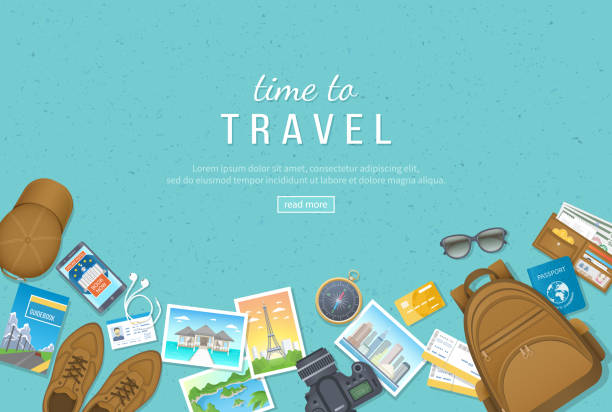 time to
TRAVEL
Lorem ipsum dolor sit amet, consectetur adipiscing elit,
sed do eiusmod tempor incididunt ut labore et dolore magna aliqua.
read more
BOOK NOW
GUIDEBOOK
PASSPORT